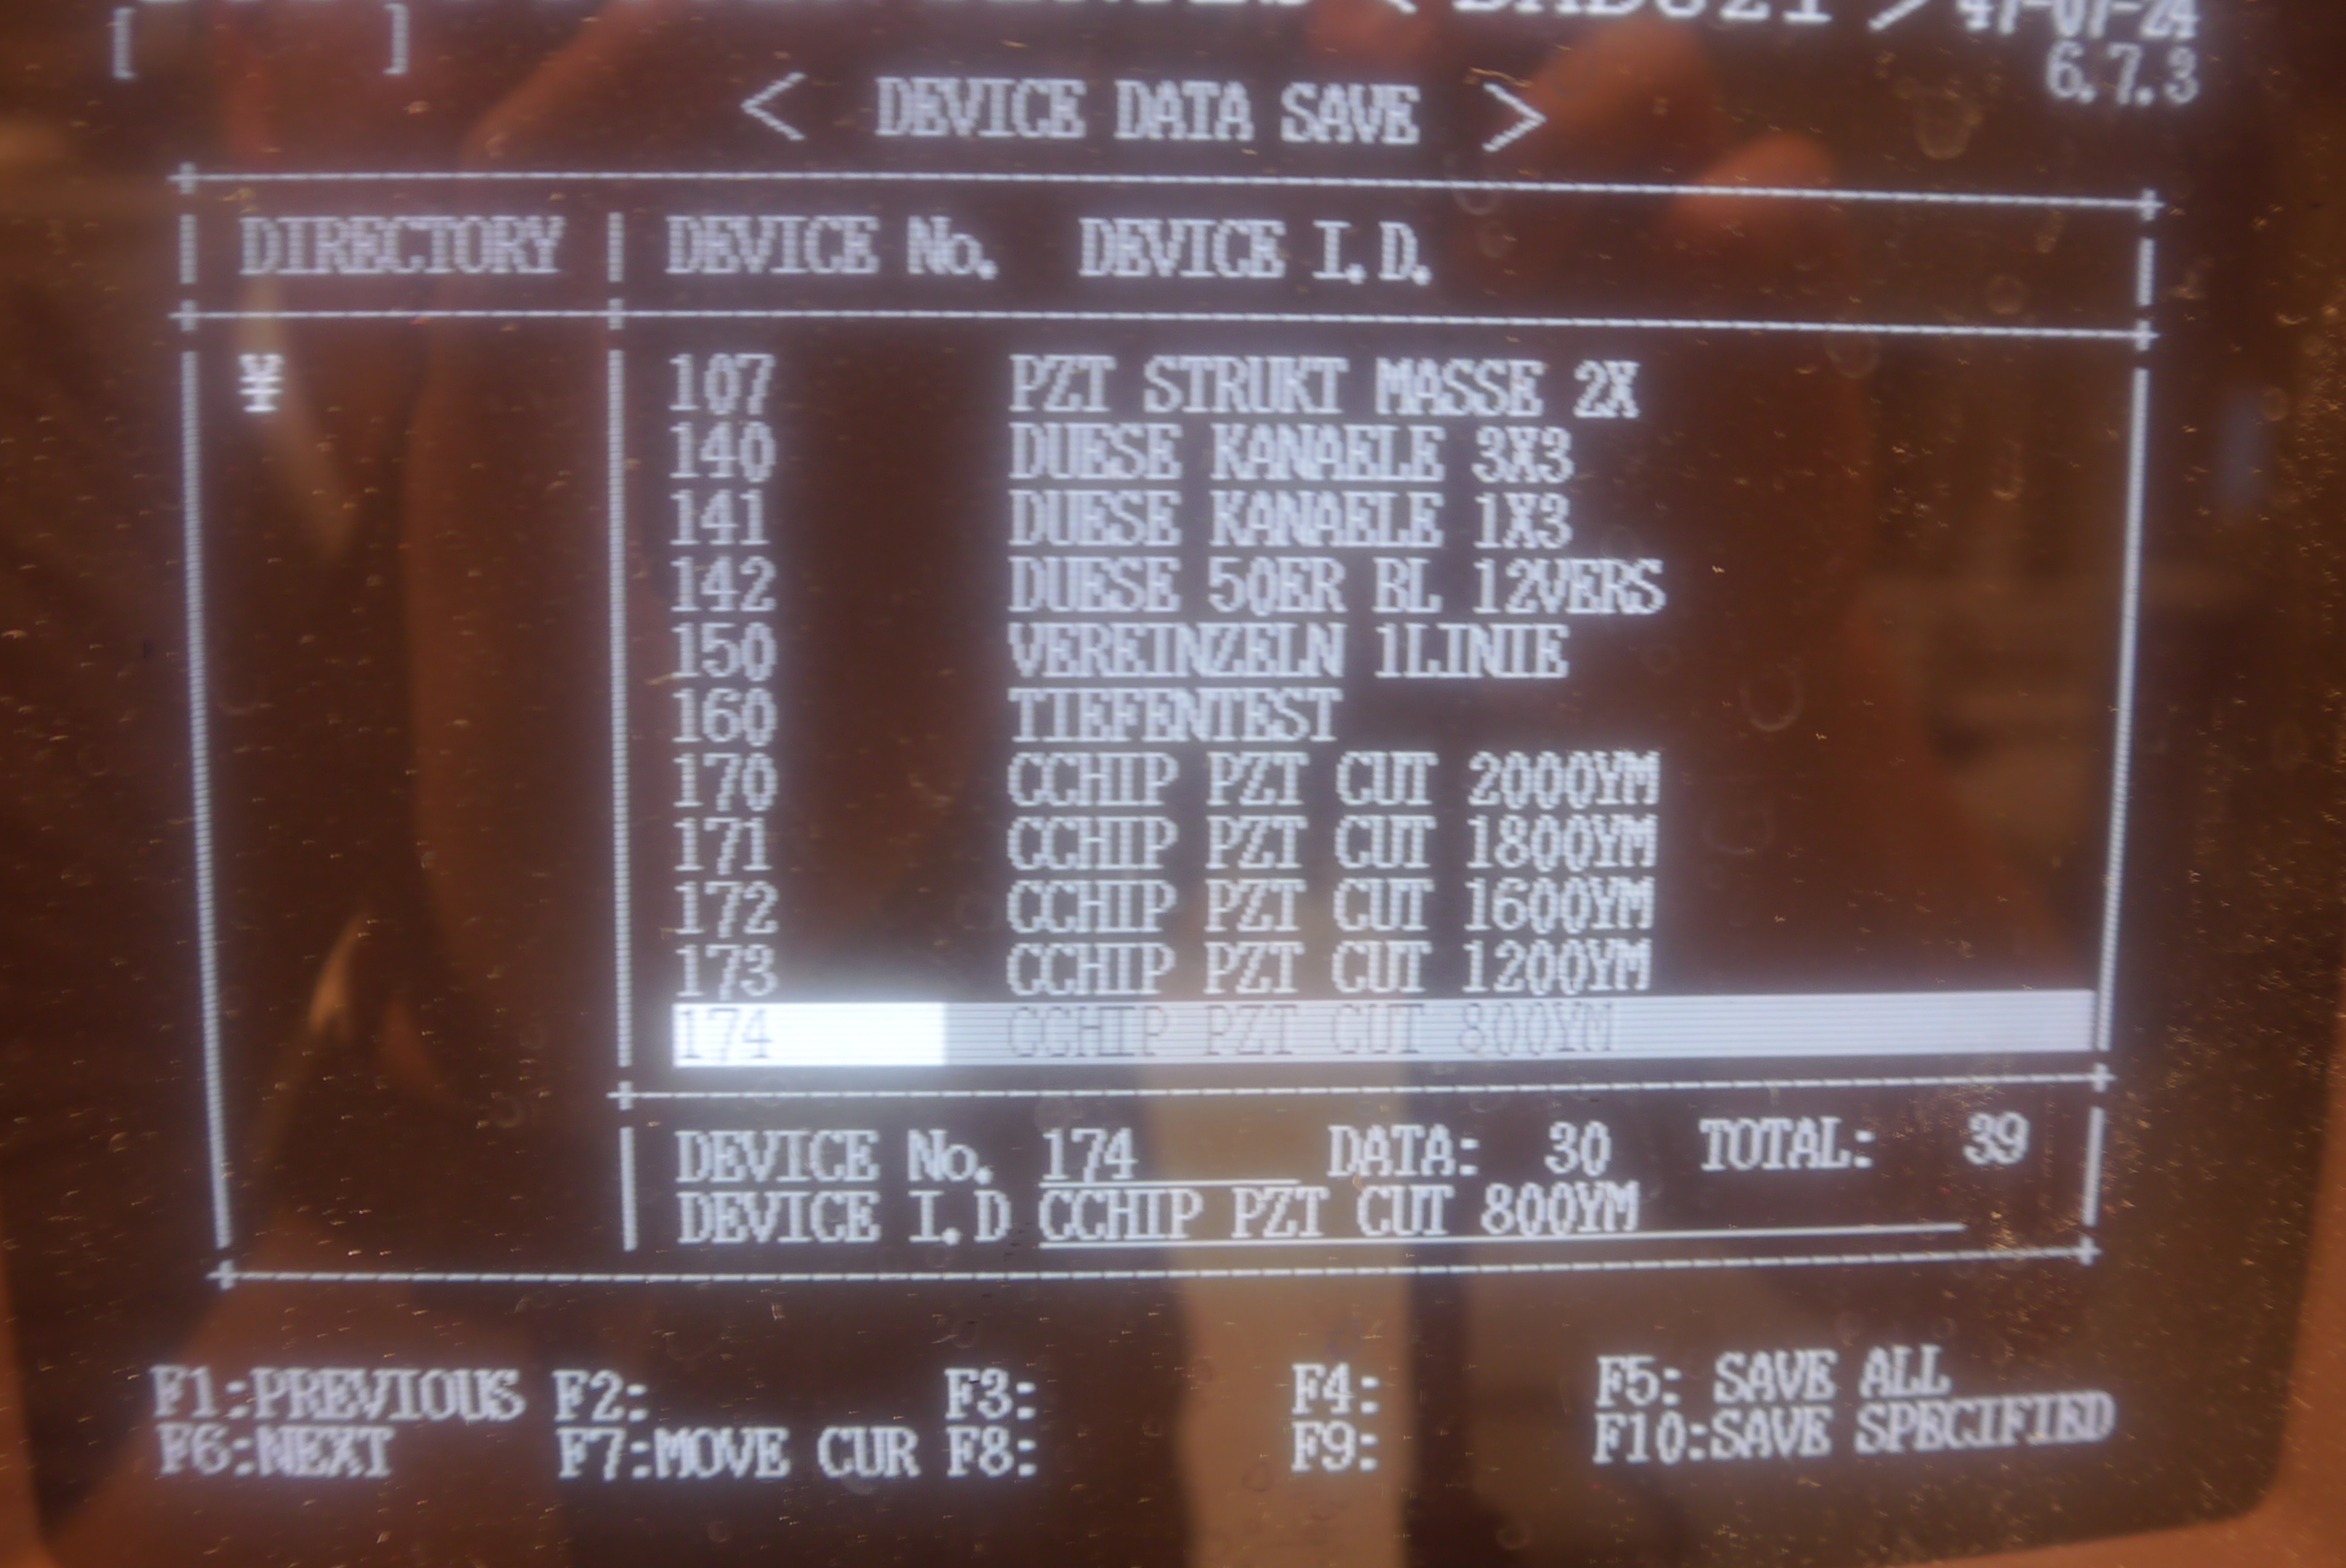 [ ]
6.7.3
< DEVICE DATA SAVE >
DIRECTORY DEVICE No. DEVICE I.D.
¥ 107 PZT STRUKT MASSE 2X
140 DUESE KANAELE 3X3
141 DUESE KANAELE 1X3
142 DUESE 50ER BL 12VERS
150 VEREINZELN 1LINIE
160 TIEFENTEST
170 CCHIP PZT CUT 2000YM
171 CCHIP PZT CUT 1800YM
172 CCHIP PZT CUT 1600YM
173 CCHIP PZT CUT 1200YM
174 CCHIP PZT CUT 800YM
DEVICE No. 174 DATA: 30 TOTAL: 39
DEVICE I.D CCHIP PZT CUT 800YM
F1:PREVIOUS F2: F3: F4: F5: SAVE ALL
F6:NEXT F7:MOVE CUR F8: F9: F10:SAVE SPECIFIED